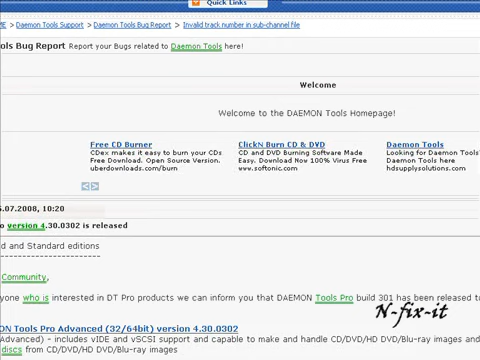 Quick Links
> Daemon Tools Support > Daemon Tools Bug Report > Invalid track number in sub-channel file
ols Bug Report Report your Bugs related to Daemon Tools here!
Welcome
Welcome to the DAEMON Tools Homepage!
Free CD Burner
CDex makes it easy to burn your CDs
Free Download. Open Source Version.
uberdownloads.com/burn
ClickN Burn CD & DVD
CD and DVD Burning Software Made
Easy. Download Now 100% Virus Free
www.softonic.com
Daemon Tools
Looking for Daemon Tools?
Daemon Tools here
hdsupplysolutions.com
.07.2008, 10:20
o version 4.30.0302 is released
d and Standard editions
------------------------
Community,
yone who is interested in DT Pro products we can inform you that DAEMON Tools Pro build 301 has been released to
N-fix-it
ON Tools Pro Advanced (32/64bit) version 4.30.0302
Advanced) - includes vIDE and vSCSI support and capable to make and handle CD/DVD/HD DVD/Blu-ray images and
discs from CD/DVD/HD DVD/Blu-ray images